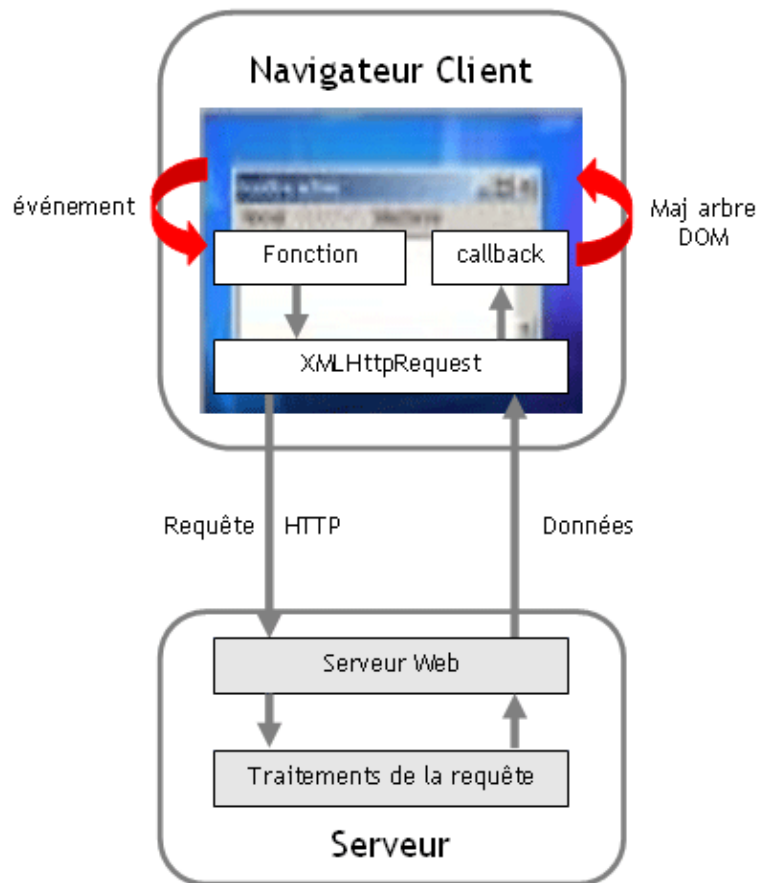 Navigateur Client
événement
Maj arbre
DOM
Fonction
callback
XMLHttpRequest
Requête HTTP
Données
Serveur Web
Traitements de la requête
Serveur